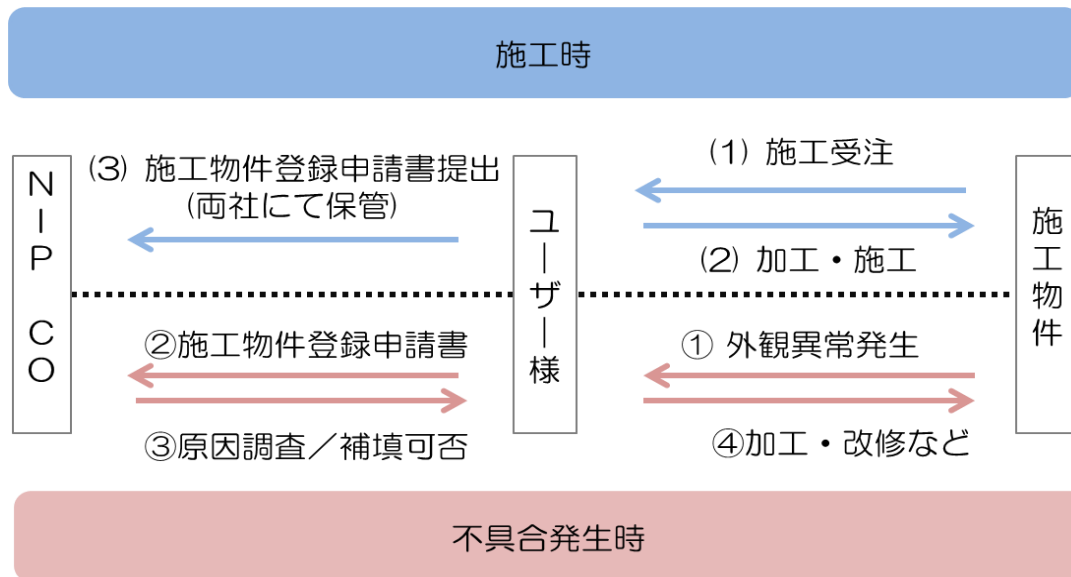 施工時
(3) 施工物件登録申請書提出
(両社にて保管)
(1) 施工受注
(2) 加工・施工
NIP CO
ユーザー様
施工物件
②施工物件登録申請書
③原因調査／補填可否
① 外観異常発生
④加工・改修など
不具合発生時